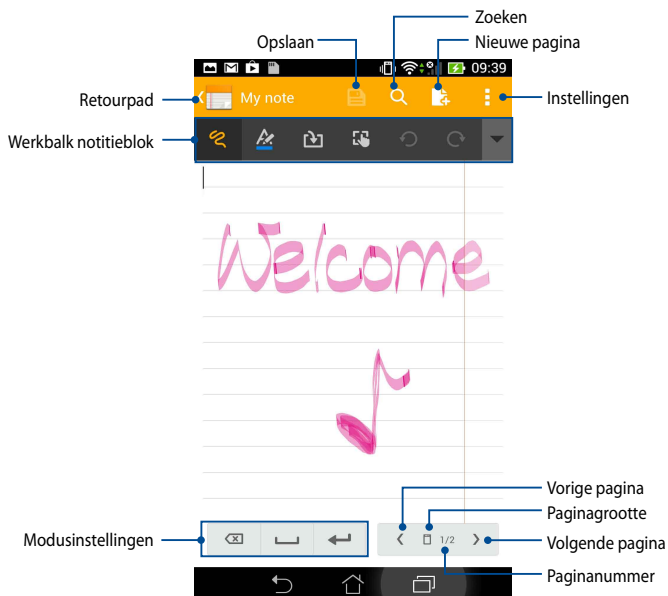 Zoeken
Opslaan
Nieuwe pagina
09:39
Retourpad
My note
Instellingen
Werkbalk notitieblok
Welcome
Vorige pagina
Paginagrootte
Modusinstellingen
1/2
Volgende pagina
Paginanummer